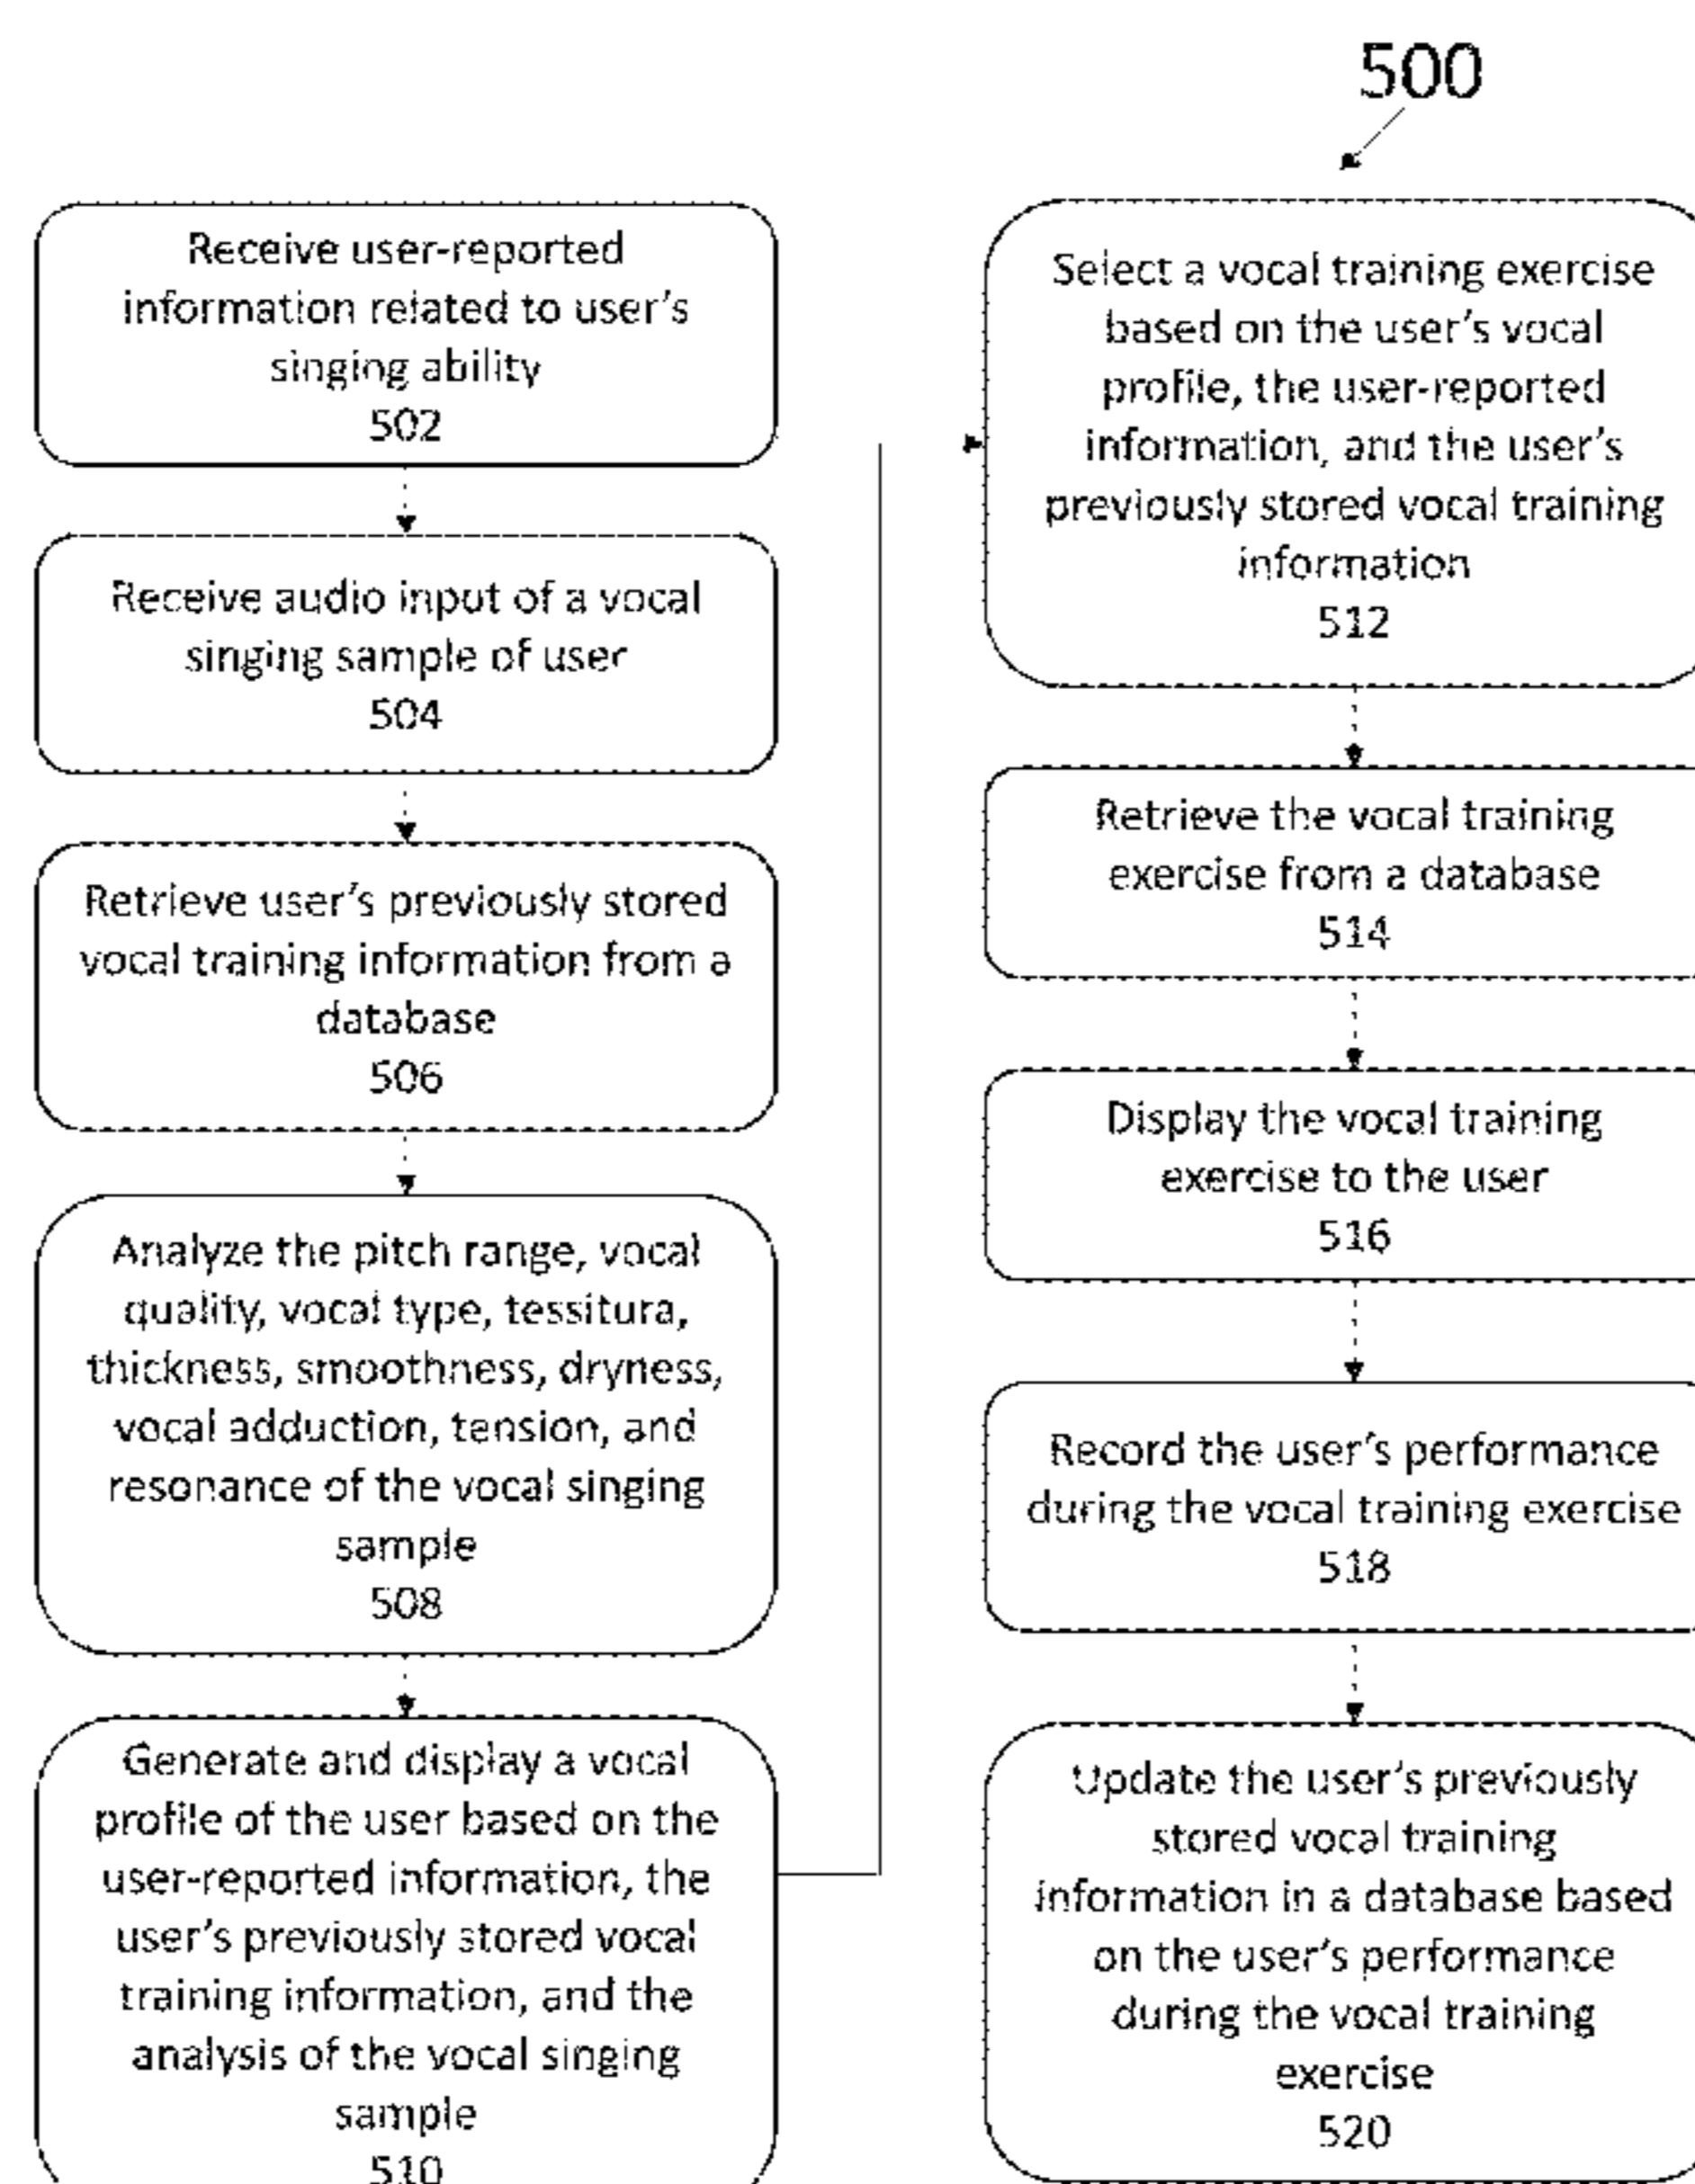 500
Receive user-reported
information related to user's
singing ability
502
Receive audio input of a vocal
singing sample of user
504
Retrieve user's previously stored
vocal training information from a
database
506
Analyze the pitch range, vocal
quality, vocal type, tessitura,
thickness, smoothness, dryness,
vocal adduction, tension, and
resonance of the vocal singing
sample
508
Generate and display a vocal
profile of the user based on the
user-reported information, the
user's previously stored vocal
training information, and the
analysis of the vocal singing
sample
510
Select a vocal training exercise
based on the user's vocal
profile, the user-reported
information, and the user's
previously stored vocal training
information
512
Retrieve the vocal training
exercise from a database
514
Display the vocal training
exercise to the user
516
Record the user's performance
during the vocal training exercise
518
Update the user's previously
stored vocal training
information in a database based
on the user's performance
during the vocal training
exercise
520